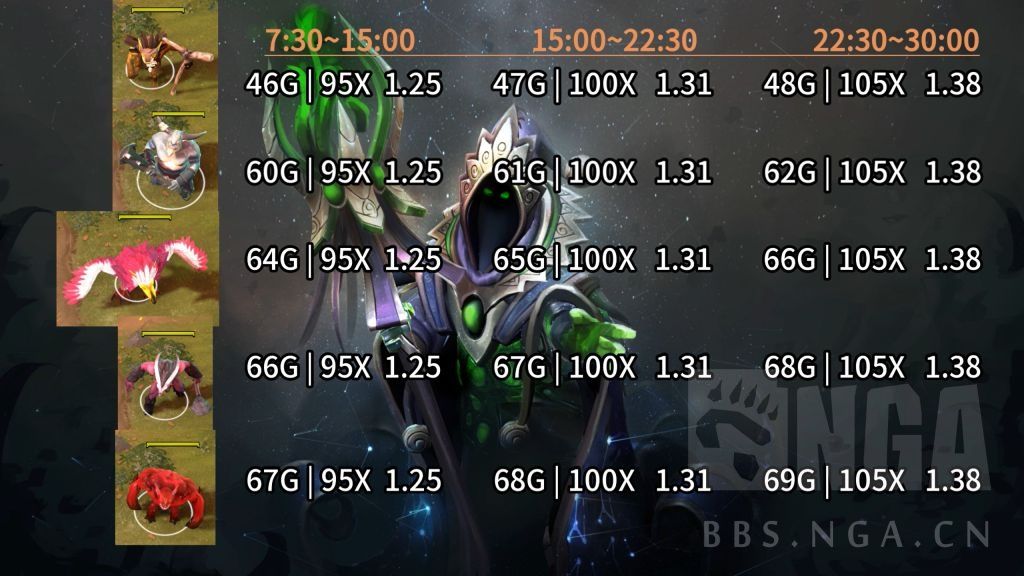 7:30~15:00 15:00~22:30 22:30~30:00
46G|95X 1.25 47G|100X 1.31 48G|105X 1.38
60G|95X 1.25 61G|100X 1.31 62G|105X 1.38
64G|95X 1.25 65G|100X 1.31 66G|105X 1.38
66G|95X 1.25 67G|100X 1.31 68G|105X 1.38
67G|95X 1.25 68G|100X 1.31 69G|105X 1.38
NGA
BBS.NGA.CN